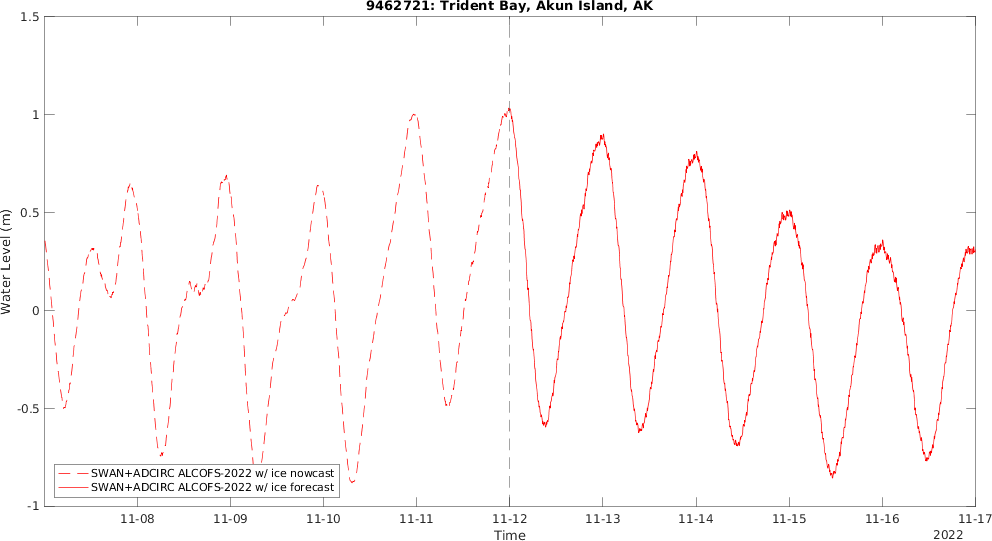 9462721: Trident Bay, Akun Island, AK
1.5
1
0.5
0
-0.5
-1
Water Level (m)
SWAN+ADCIRC ALCOFS-2022 w/ ice nowcast
SWAN+ADCIRC ALCOFS-2022 w/ ice forecast
11-08 11-09 11-10 11-11 11-12 11-13 11-14 11-15 11-16 11-17
Time
2022